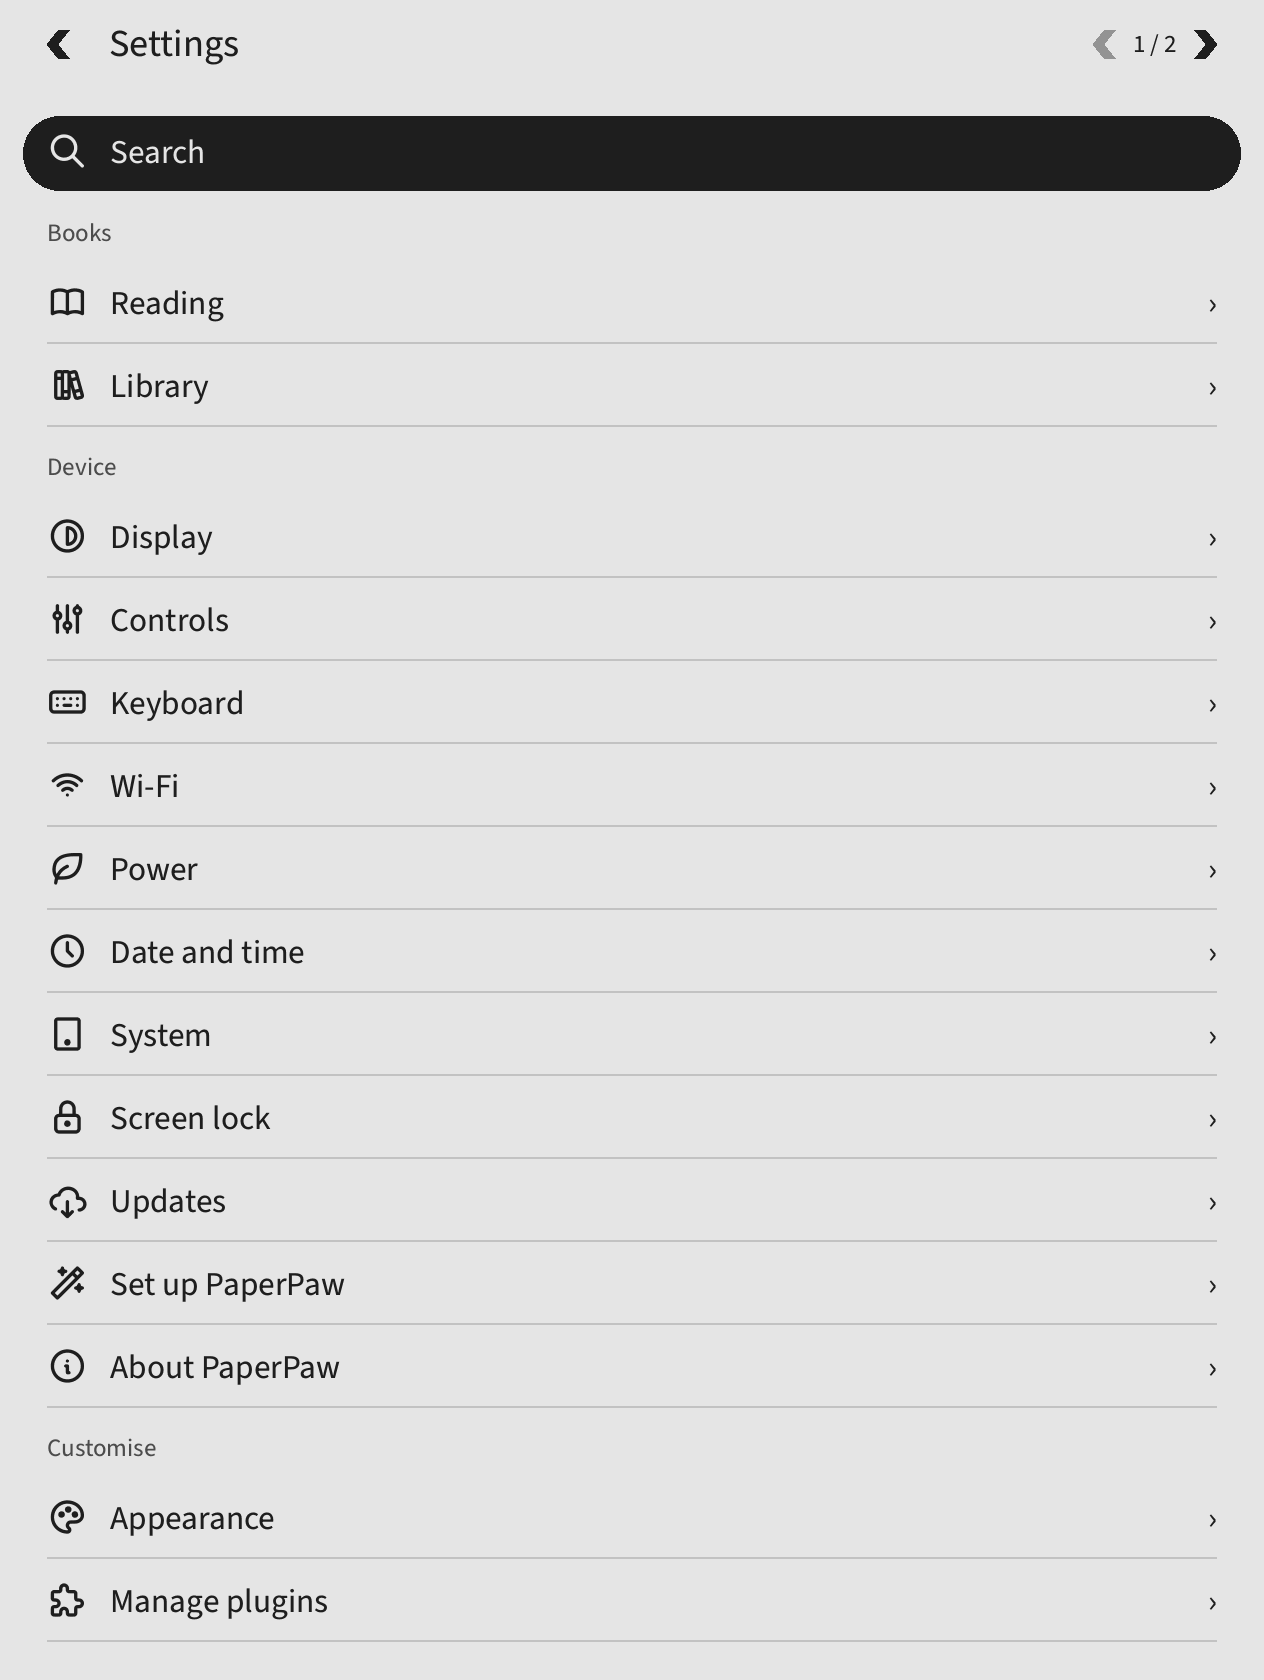 Settings
1 / 2
Search
Books
Reading
Library
Device
Display
Controls
Keyboard
Wi-Fi
Power
Date and time
System
Screen lock
Updates
Set up PaperPaw
About PaperPaw
Customise
Appearance
Manage plugins